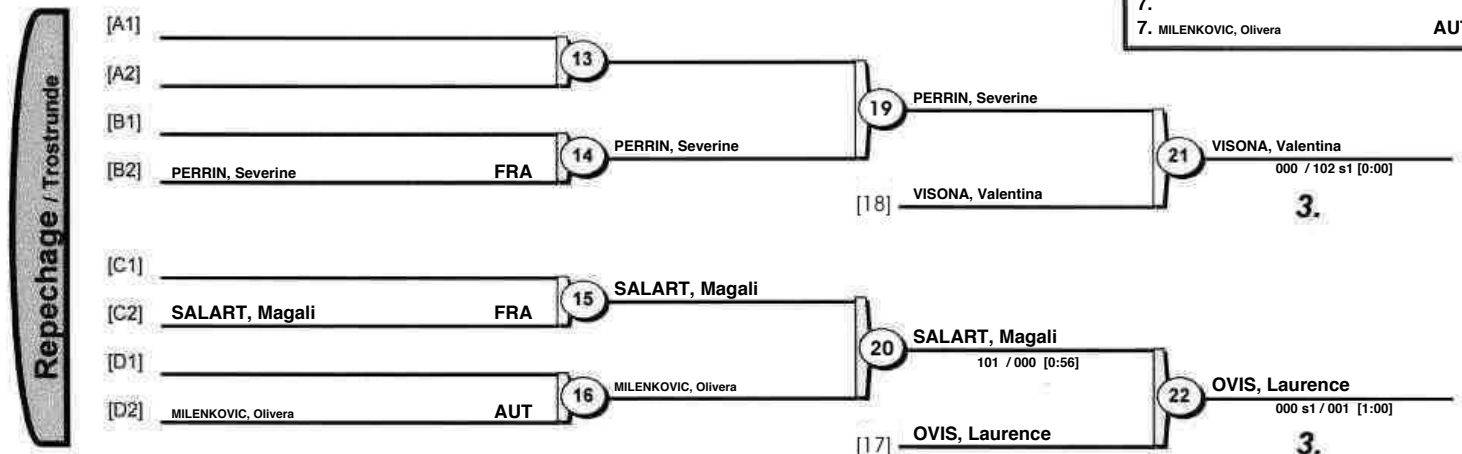 7.
7. MILENKOVIC, Olivera AUT
Repechage / Trostrunde
[A1]
13
[A2]
19
PERRIN, Severine
[B1]
14
PERRIN, Severine
21
VISONA, Valentina
000 / 102 s1 [0:00]
[B2] PERRIN, Severine FRA
[18] VISONA, Valentina
3.
[C1]
15
SALART, Magali
[C2] SALART, Magali FRA
20
SALART, Magali
101 / 000 [0:56]
[D1]
16
MILENKOVIC, Olivera
22
OVIS, Laurence
000 s1 / 001 [1:00]
[D2] MILENKOVIC, Olivera AUT
[17] OVIS, Laurence
3.